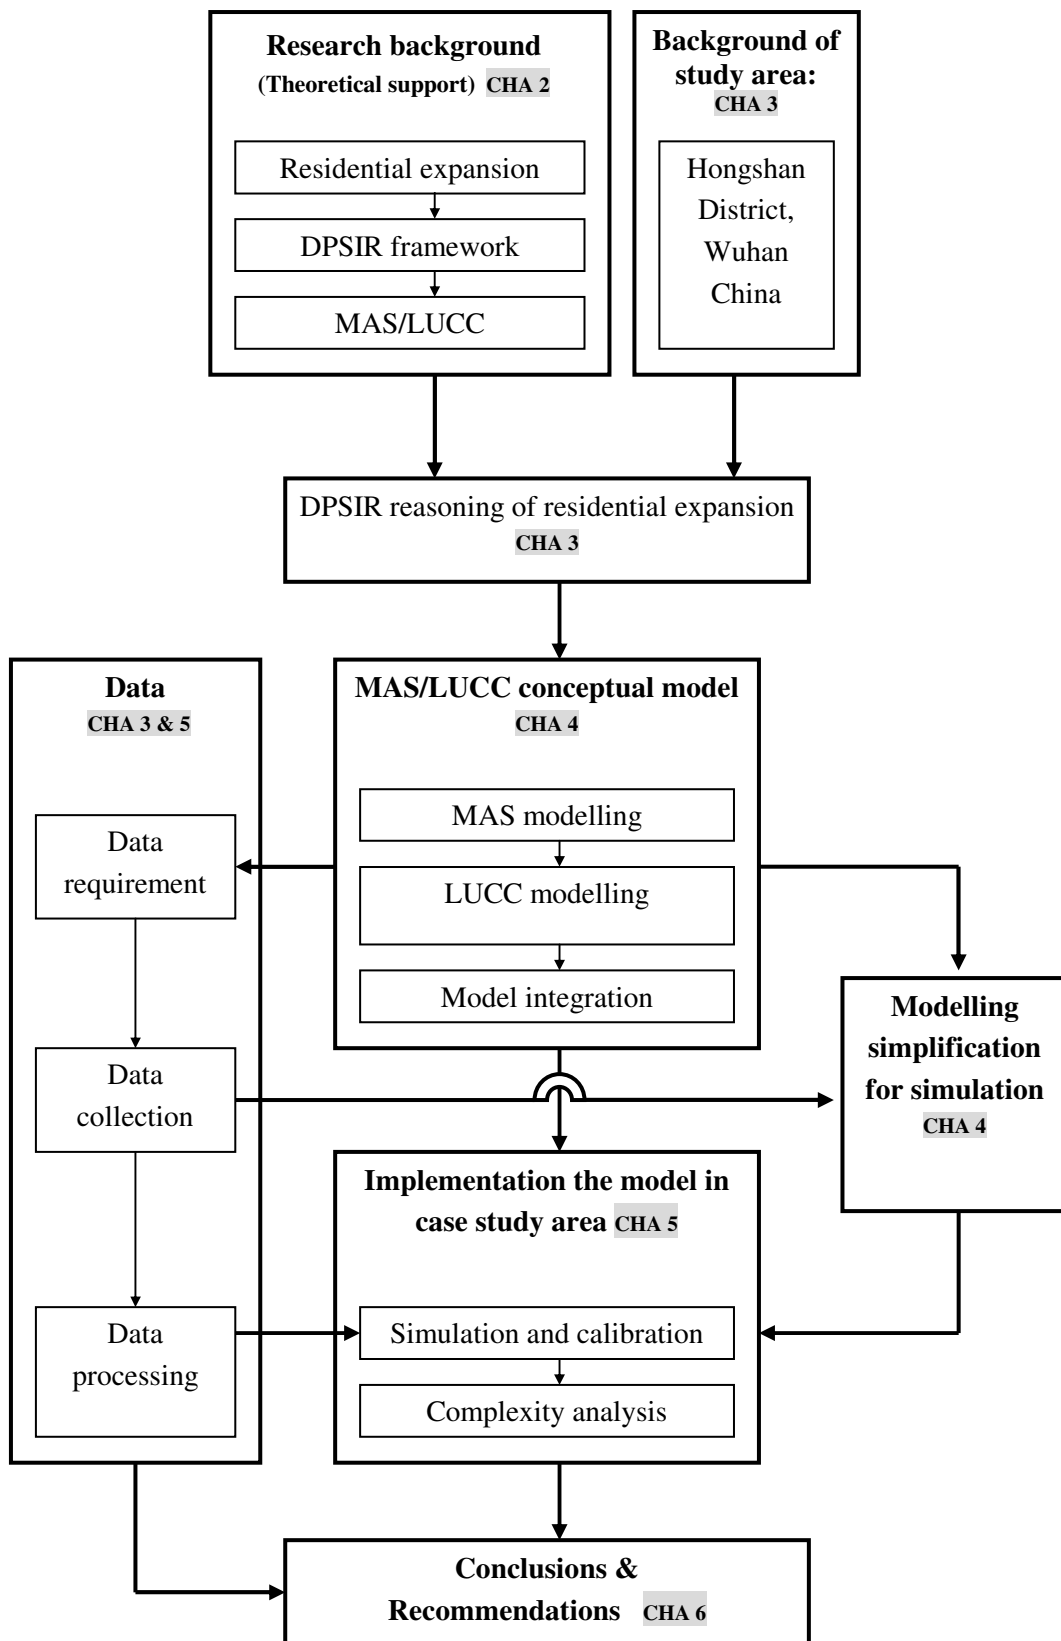 Research background
(Theoretical support) CHA 2
Residential expansion
DPSIR framework
MAS/LUCC
Background of
study area:
CHA 3
Hongshan
District,
Wuhan
China
DPSIR reasoning of residential expansion
CHA 3
Data
CHA 3 & 5
Data
requirement
Data
collection
Data
processing
MAS/LUCC conceptual model
CHA 4
MAS modelling
LUCC modelling
Model integration
Modelling
simplification
for simulation
CHA 4
Implementation the model in
case study area CHA 5
Simulation and calibration
Complexity analysis
Conclusions &
Recommendations CHA 6